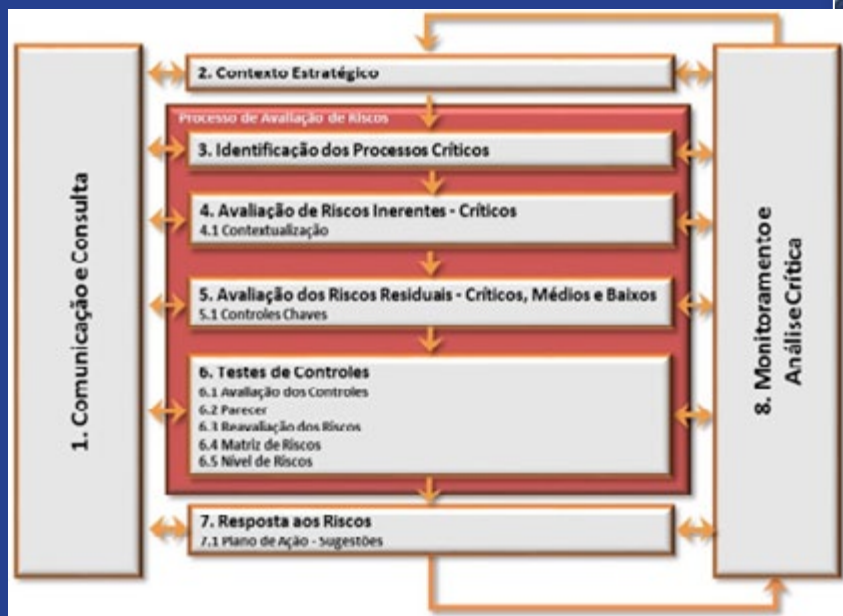 1. Comunicação e Consulta
2. Contexto Estratégico
Processo de Avaliação de Riscos
3. Identificação dos Processos Críticos
4. Avaliação de Riscos Inerentes - Críticos
4.1 Contextualização
5. Avaliação dos Riscos Residuais - Críticos, Médios e Baixos
5.1 Controles Chaves
6. Testes de Controles
6.1 Avaliação dos Controles
6.2 Parecer
6.3 Reavaliação dos Riscos
6.4 Matriz de Riscos
6.5 Nível de Riscos
7. Resposta aos Riscos
7.1 Plano de Ação - Sugestões
8. Monitoramento e
Análise Crítica